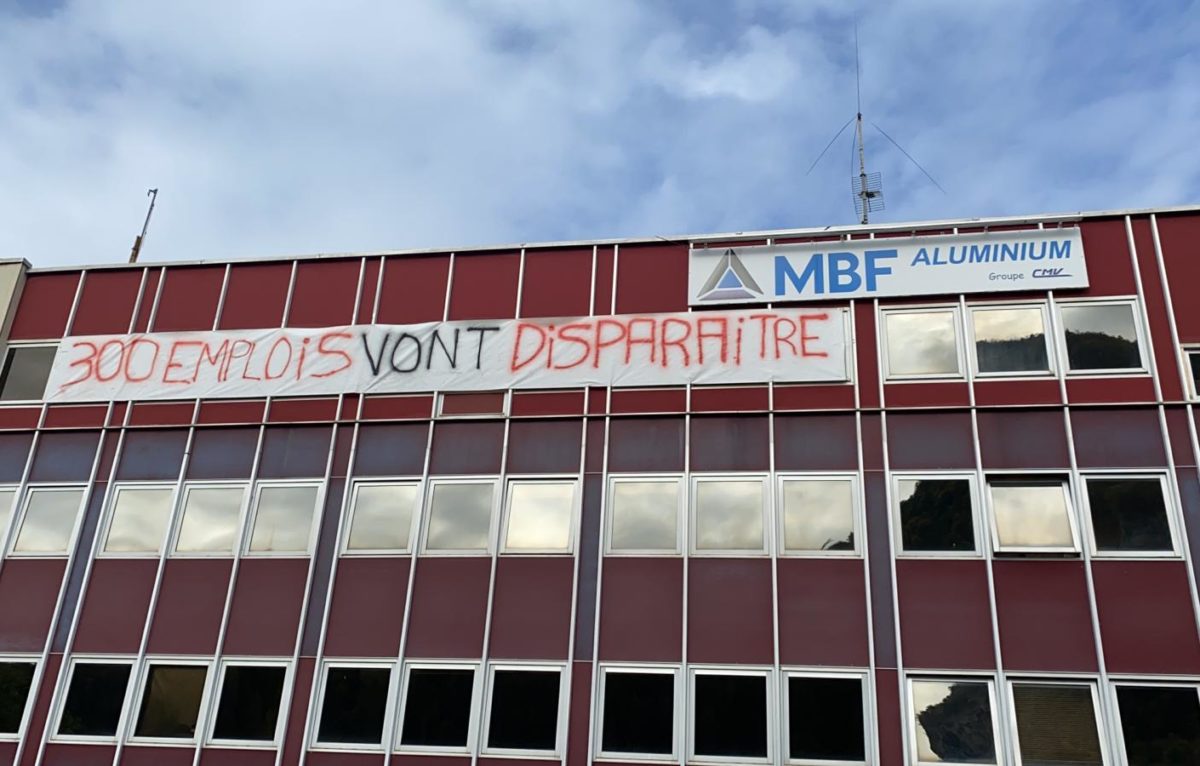 MBF ALUMINIUM
Groupe CMV
300 EMPLOiS VONT DiSPARAiTRE